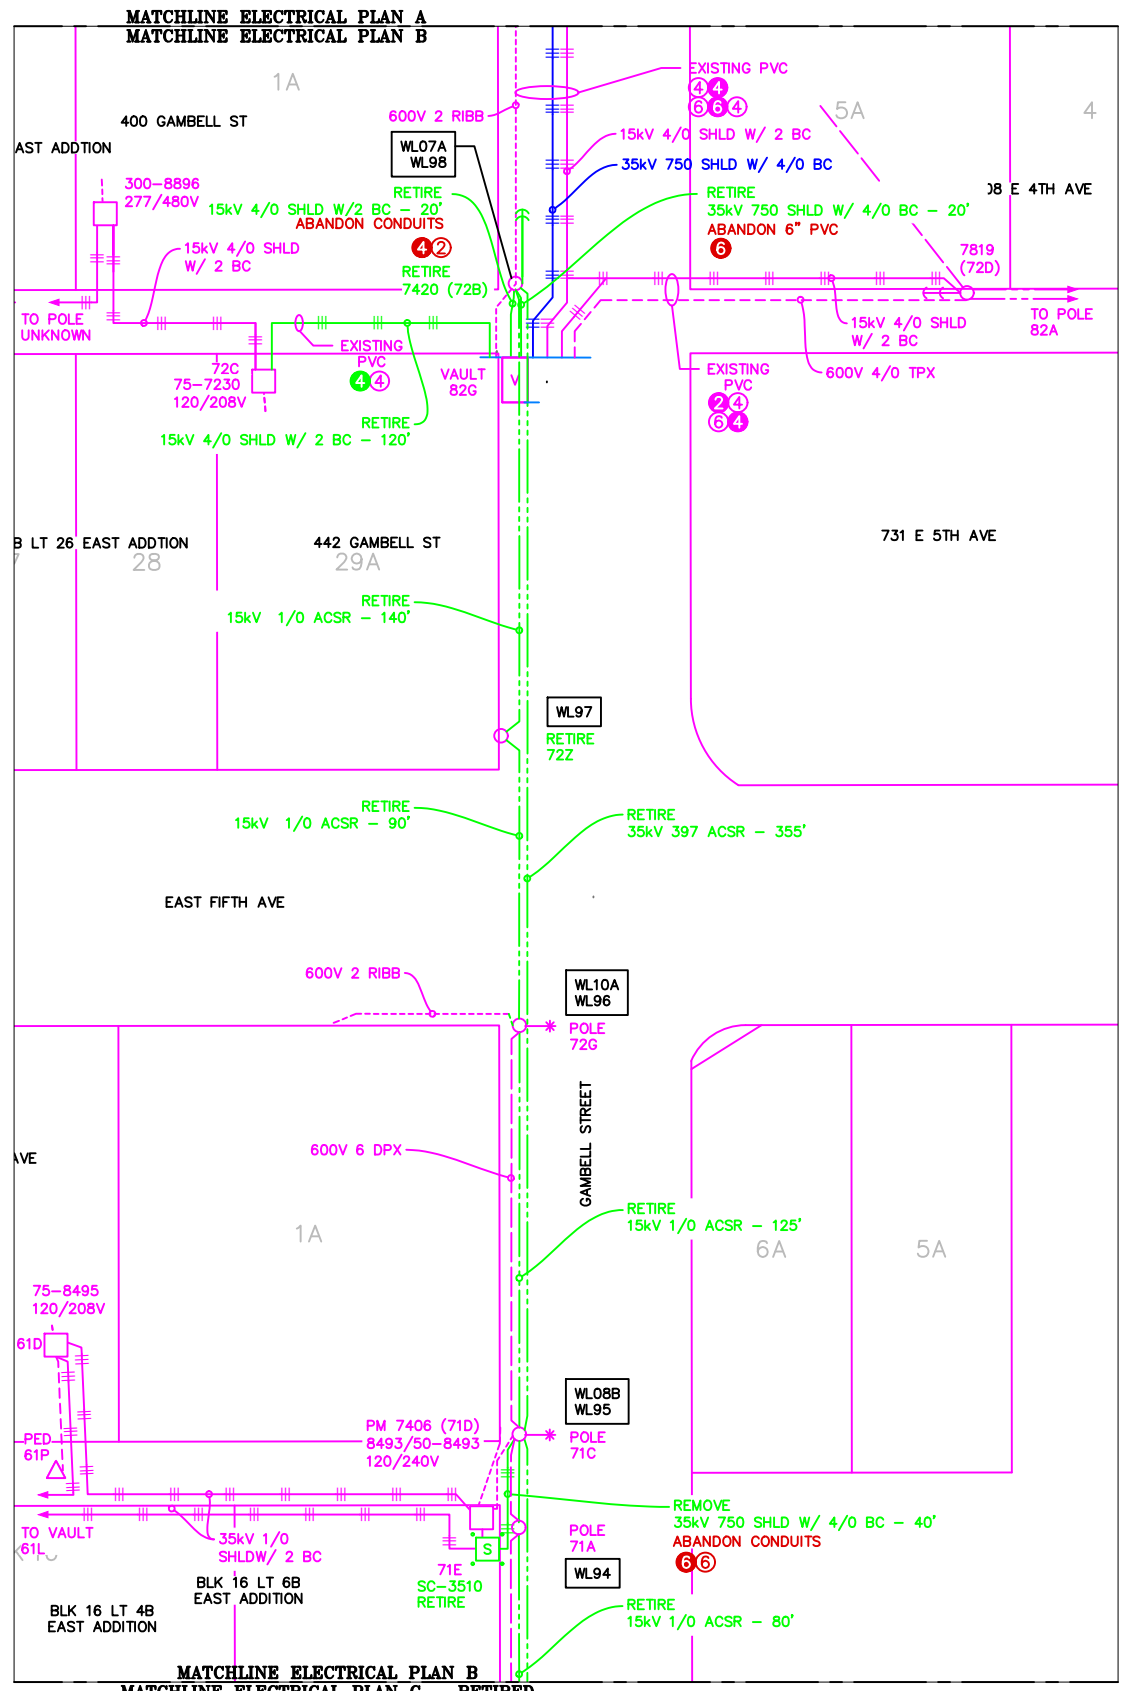 MATCHLINE ELECTRICAL PLAN A
MATCHLINE ELECTRICAL PLAN B
1A
EXISTING PVC
4 4
6 6 4
5A
4
400 GAMBELL ST
600V 2 RIBB
15kV 4/0 SHLD W/ 2 BC
AST ADDTION
WL07A
WL98
35kV 750 SHLD W/ 4/0 BC
300-8896
277/480V
RETIRE
15kV 4/0 SHLD W/2 BC - 20'
ABANDON CONDUITS
4 2
RETIRE
35kV 750 SHLD W/ 4/0 BC - 20'
ABANDON 6" PVC
6
08 E 4TH AVE
15kV 4/0 SHLD
W/ 2 BC
RETIRE
7420 (72B)
7819
(72D)
TO POLE
UNKNOWN
TO POLE
82A
15kV 4/0 SHLD
W/ 2 BC
EXISTING
PVC
4 4
72C
75-7230
120/208V
VAULT
82G
V
EXISTING
PVC
2 4
6 4
600V 4/0 TPX
RETIRE
15kV 4/0 SHLD W/ 2 BC - 120'
B LT 26 EAST ADDTION
28
442 GAMBELL ST
29A
731 E 5TH AVE
RETIRE
15kV 1/0 ACSR - 140'
WL97
RETIRE
72Z
RETIRE
15kV 1/0 ACSR - 90'
RETIRE
35kV 397 ACSR - 355'
EAST FIFTH AVE
600V 2 RIBB
WL10A
WL96
POLE
72G
GAMBELL STREET
600V 6 DPX
AVE
RETIRE
15kV 1/0 ACSR - 125'
1A
6A
5A
75-8495
120/208V
61D
WL08B
WL95
PM 7406 (71D)
8493/50-8493
120/240V
POLE
71C
PED
61P
REMOVE
35kV 750 SHLD W/ 4/0 BC - 40'
ABANDON CONDUITS
6 6
TO VAULT
61L
35kV 1/0
SHLDW/ 2 BC
POLE
71A
S
71E
SC-3510
RETIRE
WL94
BLK 16 LT 6B
EAST ADDITION
BLK 16 LT 4B
EAST ADDITION
RETIRE
15kV 1/0 ACSR - 80'
MATCHLINE ELECTRICAL PLAN B
MATCHLINE ELECTRICAL PLAN C - RETIRED